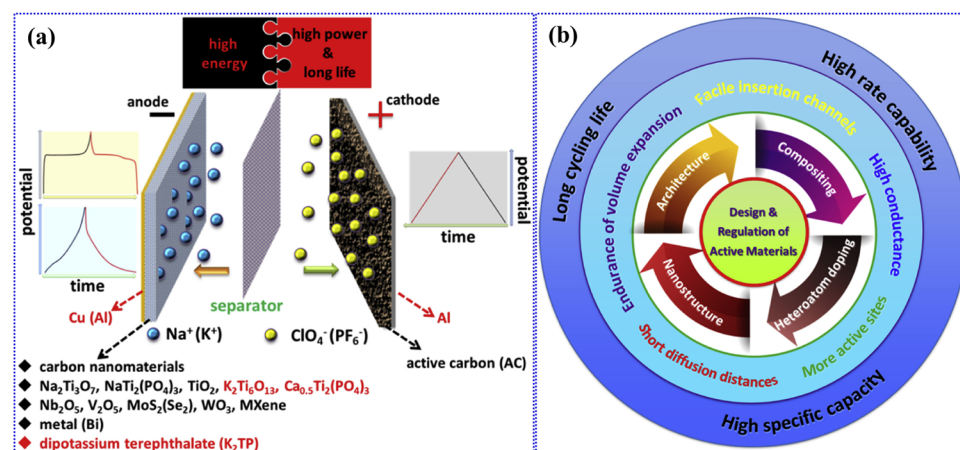 (a)
high
energy
high power
&
long life
anode
−
cathode
+
potential
time
potential
time
separator
Cu (Al)
Al
Na⁺(K⁺)
ClO₄⁻(PF₆⁻)
active carbon (AC)
◆ carbon nanomaterials
◆ Na₂Ti₃O₇, NaTi₂(PO₄)₃, TiO₂, K₂Ti₆O₁₃, Ca₀.₅Ti₂(PO₄)₃
◆ Nb₂O₅, V₂O₅, MoS₂(Se₂), WO₃, MXene
◆ metal (Bi)
◆ dipotassium terephthalate (K₂TP)
(b)
Long cycling life
High rate capability
High specific capacity
Endurance of volume expansion
Facile insertion channels
High conductance
More active sites
Short diffusion distances
Architecture
Compositing
Heteroatom doping
Nanostructure
Design &
Regulation of
Active Materials